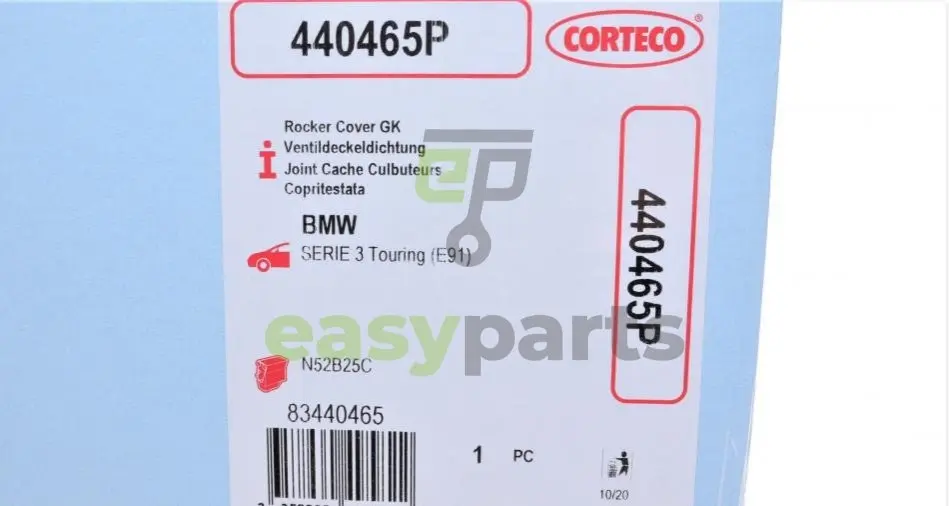 440465P
CORTECO®
Rocker Cover GK
Ventildeckeldichtung
Joint Cache Culbuteurs
Copritestata
BMW
SERIE 3 Touring (E91)
440465P
ep
easyparts
N52B25C
83440465
1 PC
10/20